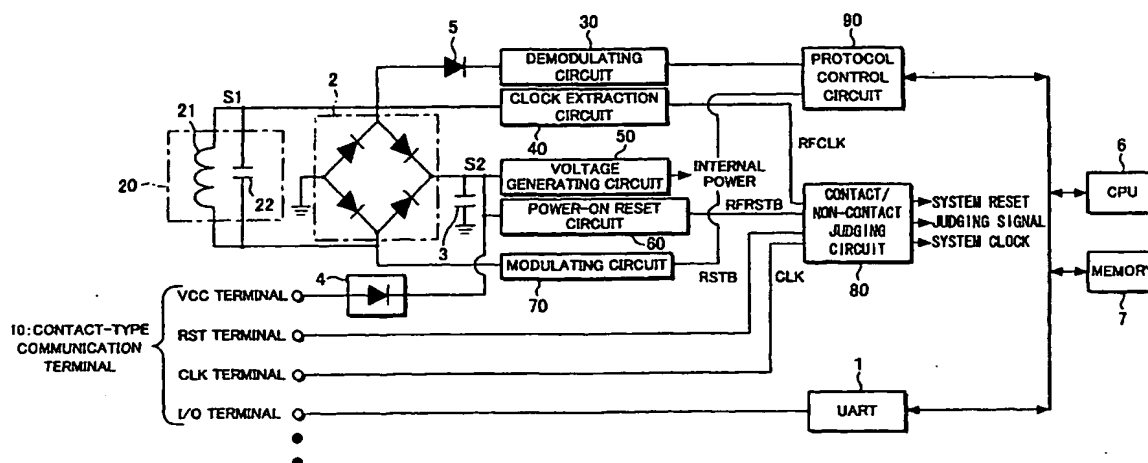 90
30
5
DEMODULATING
CIRCUIT
PROTOCOL
CONTROL
CIRCUIT
2
S1
21
CLOCK EXTRACTION
CIRCUIT
40
50
RFCLK
6
20
22
S2
VOLTAGE
GENERATING CIRCUIT
INTERNAL
POWER
CPU
3
POWER-ON RESET
CIRCUIT
60
RFRSTB
CONTACT/
NON-CONTACT
JUDGING
CIRCUIT
80
SYSTEM RESET
JUDGING SIGNAL
SYSTEM CLOCK
MODULATING CIRCUIT
70
RSTB
CLK
MEMORY
7
4
VCC TERMINAL
10:CONTACT-TYPE
COMMUNICATION
TERMINAL
RST TERMINAL
CLK TERMINAL
I/O TERMINAL
1
UART